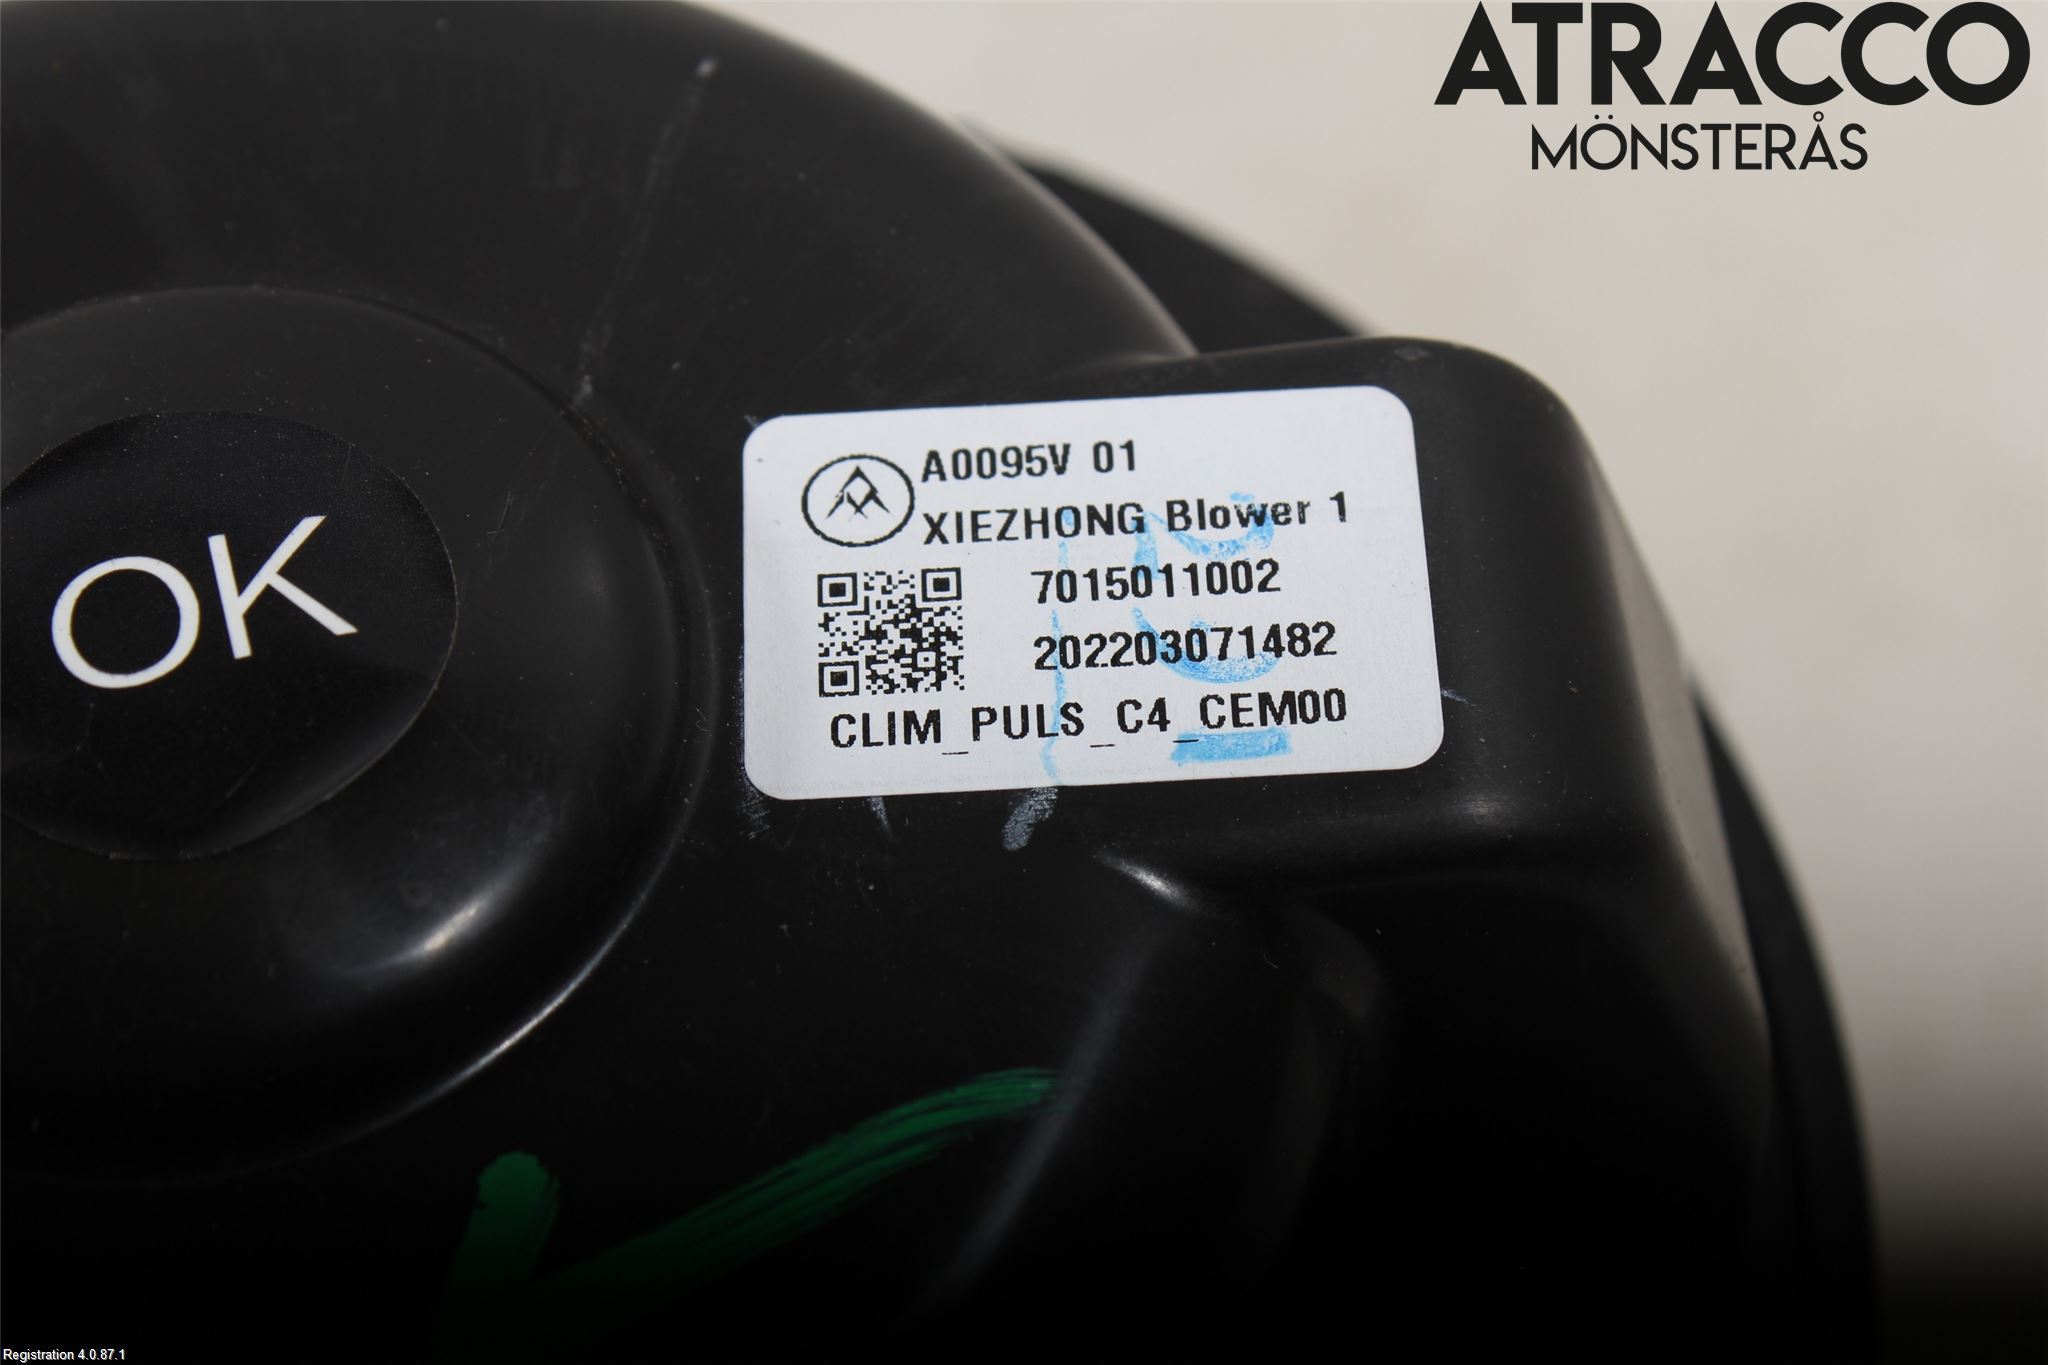 ATRACCO
MÖNSTERÅS
A0095V 01
XIEZHONG Blower 1
7015011002
202203071482
CLIM_PULS_C4_CEM00
OK
Registration 4.0.87.1